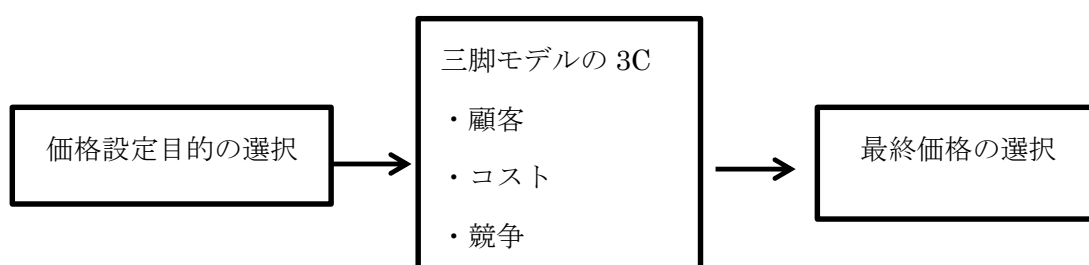 価格設定目的の選択
三脚モデルの 3C
・顧客
・コスト
・競争
最終価格の選択